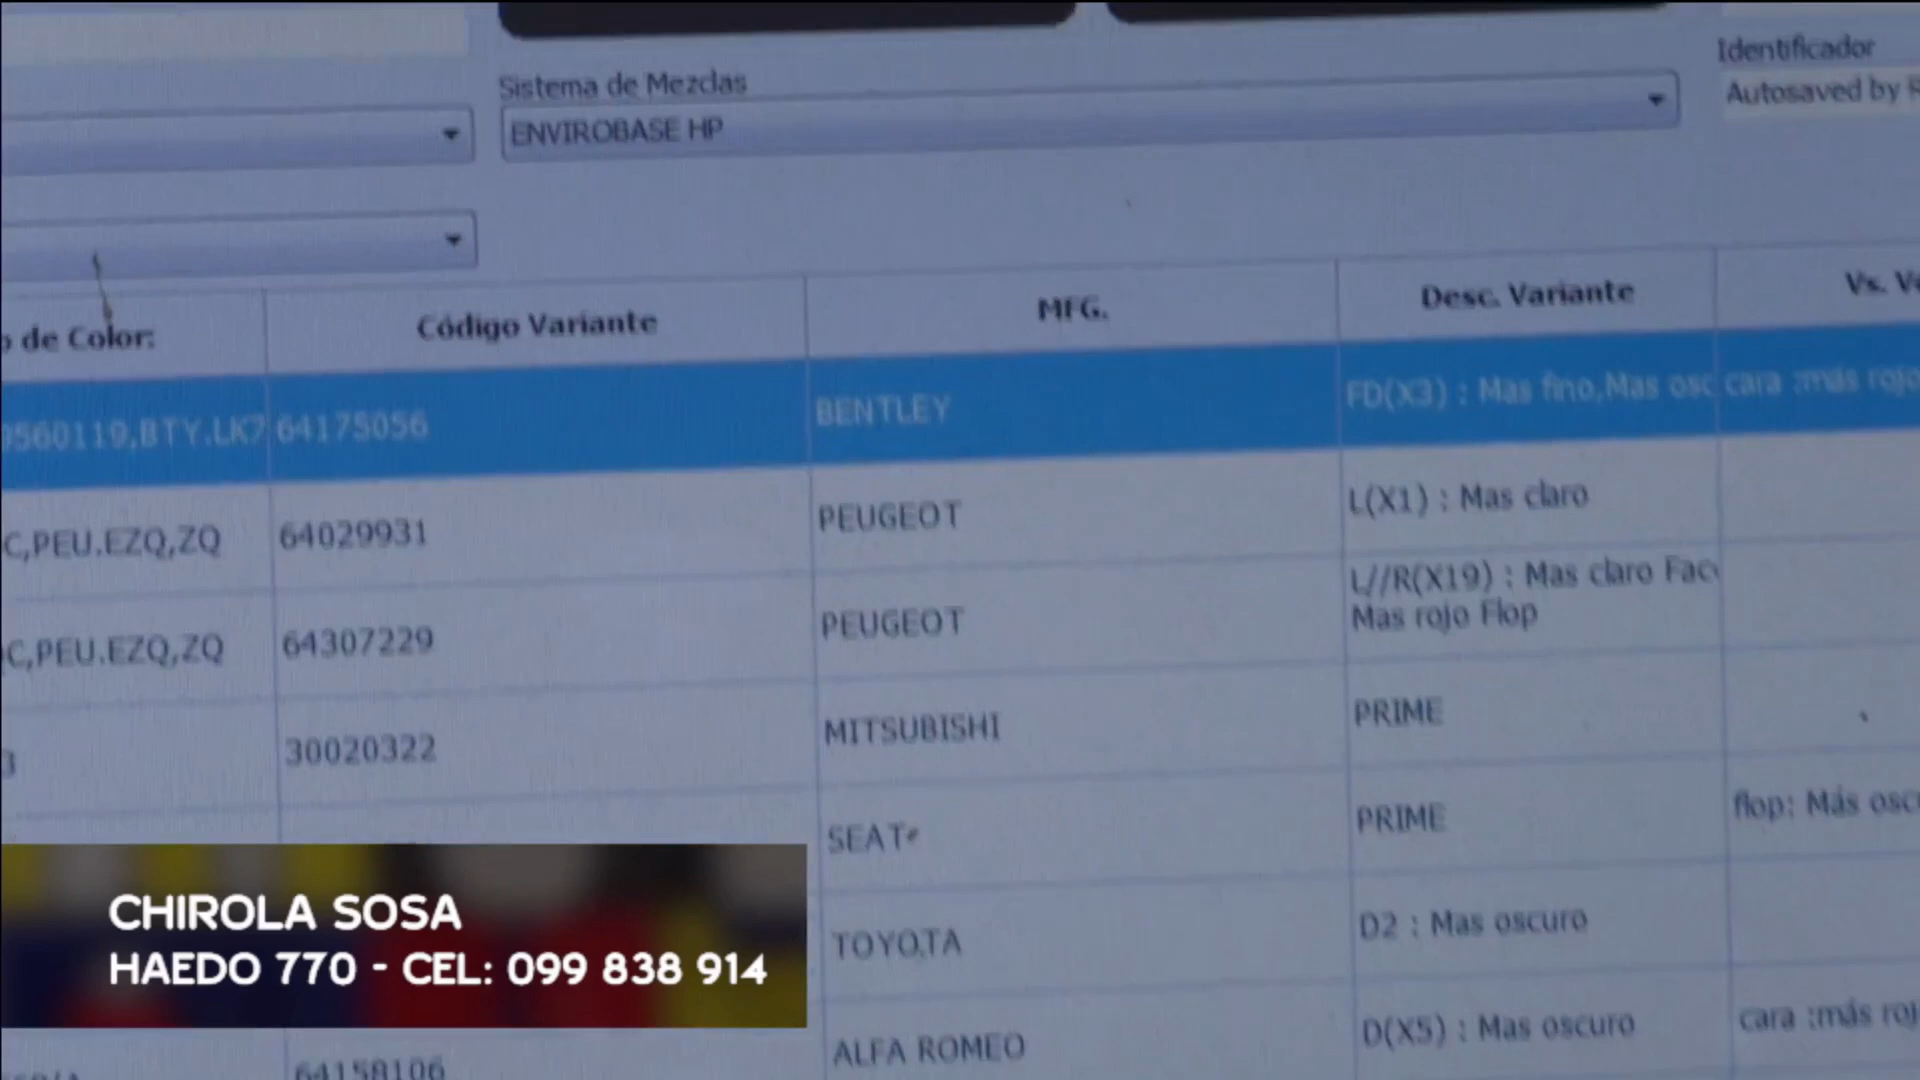 Identificador
Autosaved by
Sistema de Mezclas
ENVIROBASE HP
de Color: Código Variante MFG. Desc. Variante Vs.
0560119,BTY.LK7 64175056 BENTLEY FD(X3) : Mas fino,Mas osc cara :más rojo
C,PEU.EZQ,ZQ 64029931 PEUGEOT L(X1) : Mas claro
C,PEU.EZQ,ZQ 64307229 PEUGEOT L//R(X19) : Mas claro Fac
Mas rojo Flop
3 30020322 MITSUBISHI PRIME
SEAT PRIME flop: Más osc
TOYOTA D2 : Mas oscuro
64158106 ALFA ROMEO D(X5) : Mas oscuro cara :más roj
CHIROLA SOSA
HAEDO 770 - CEL: 099 838 914